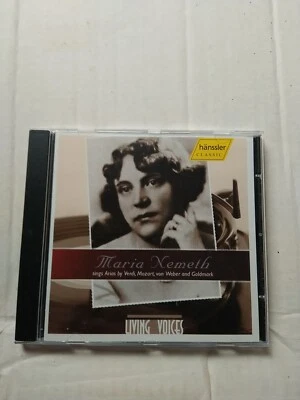 hänssler
CLASSIC
Maria Nemeth
sings Arias by Verdi, Mozart, von Weber and Goldmark
LIVING VOICES